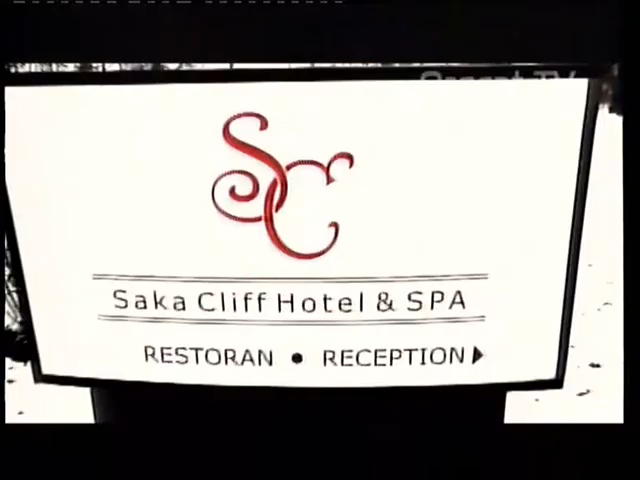 SC
Saka Cliff Hotel & SPA
RESTORAN • RECEPTION